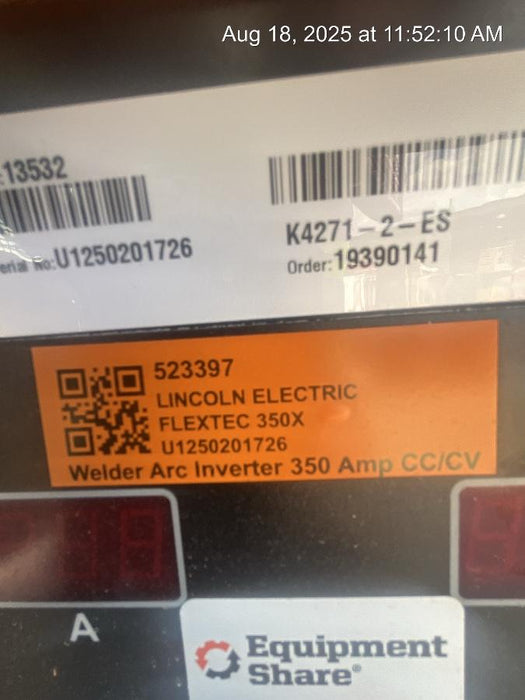 Aug 18, 2025 at 11:52:10 AM
:13532
erial No:U1250201726
K4271-2-ES
Order:19390141
523397
LINCOLN ELECTRIC
FLEXTEC 350X
U1250201726
Welder Arc Inverter 350 Amp CC/CV
A
Equipment
Share®